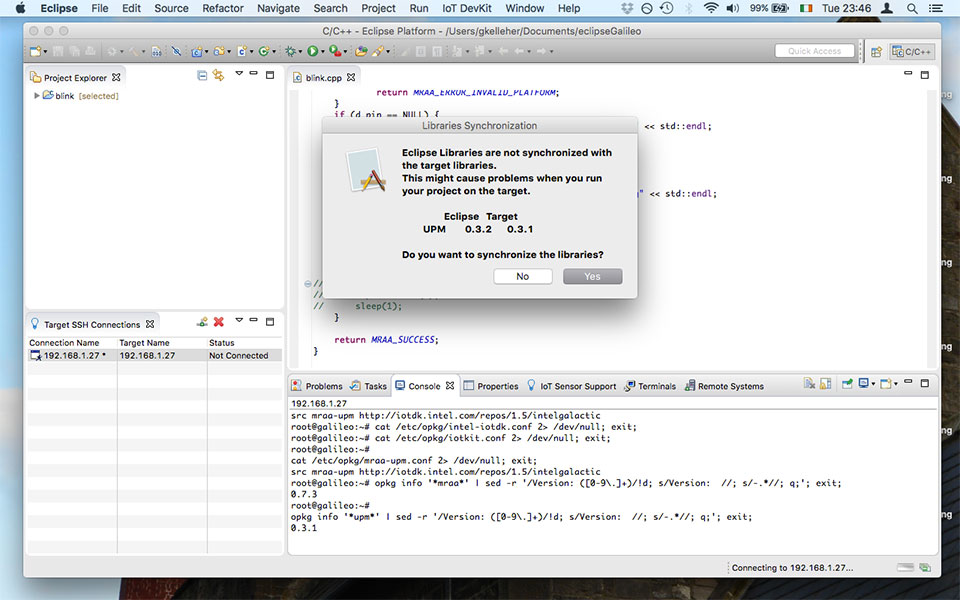 Eclipse File Edit Source Refactor Navigate Search Project Run IoT DevKit Window Help 99% Tue 23:46
C/C++ - Eclipse Platform - /Users/gkelleher/Documents/eclipseGalileo
Quick Access C/C++
Project Explorer
blink [selected]
blink.cpp
return MRAA_ERROR_INVALID_PLATFORM;
}
if (d_pin == NULL) {
<< std::endl;
" << std::endl;
//
//
// sleep(1);
}
return MRAA_SUCCESS;
}
Libraries Synchronization
Eclipse Libraries are not synchronized with
the target libraries.
This might cause problems when you run
your project on the target.
Eclipse Target
UPM 0.3.2 0.3.1
Do you want to synchronize the libraries?
No Yes
Target SSH Connections
Connection Name Target Name Status
192.168.1.27 * 192.168.1.27 Not Connected
Problems Tasks Console Properties IoT Sensor Support Terminals Remote Systems
192.168.1.27
src mraa-upm http://iotdk.intel.com/repos/1.5/intelgalactic
root@galileo:~# cat /etc/opkg/intel-iotdk.conf 2> /dev/null; exit;
root@galileo:~# cat /etc/opkg/iotkit.conf 2> /dev/null; exit;
root@galileo:~#
cat /etc/opkg/mraa-upm.conf 2> /dev/null; exit;
src mraa-upm http://iotdk.intel.com/repos/1.5/intelgalactic
root@galileo:~# opkg info '*mraa*' | sed -r '/Version: ([0-9\.]+)/!d; s/Version:  //; s/-.*//; q;'; exit;
0.7.3
root@galileo:~#
opkg info '*upm*' | sed -r '/Version: ([0-9\.]+)/!d; s/Version:  //; s/-.*//; q;'; exit;
0.3.1
Connecting to 192.168.1.27...
ng
ng
ng
ng
ng